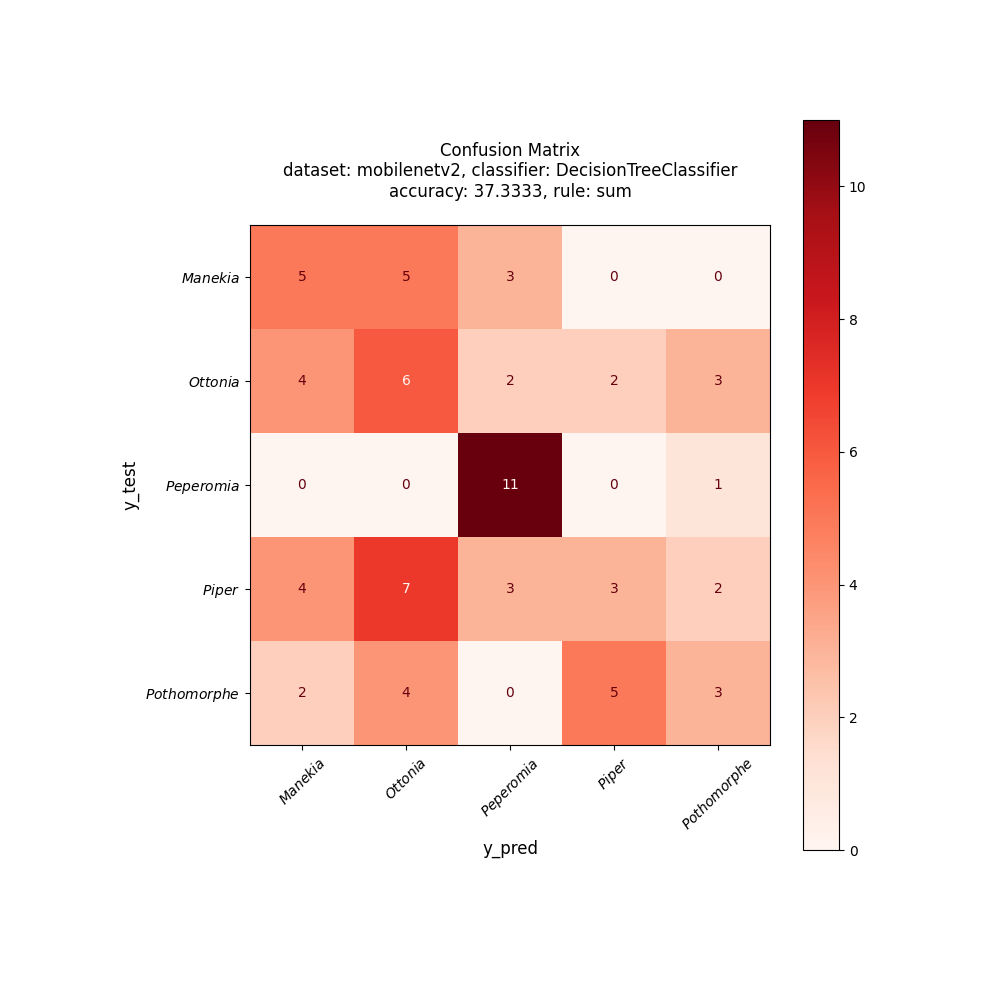 Confusion Matrix
dataset: mobilenetv2, classifier: DecisionTreeClassifier
accuracy: 37.3333, rule: sum
y_test
Manekia 5 5 3 0 0
Ottonia 4 6 2 2 3
Peperomia 0 0 11 0 1
Piper 4 7 3 3 2
Pothomorphe 2 4 0 5 3
Manekia Ottonia Peperomia Piper Pothomorphe
y_pred
10
8
6
4
2
0